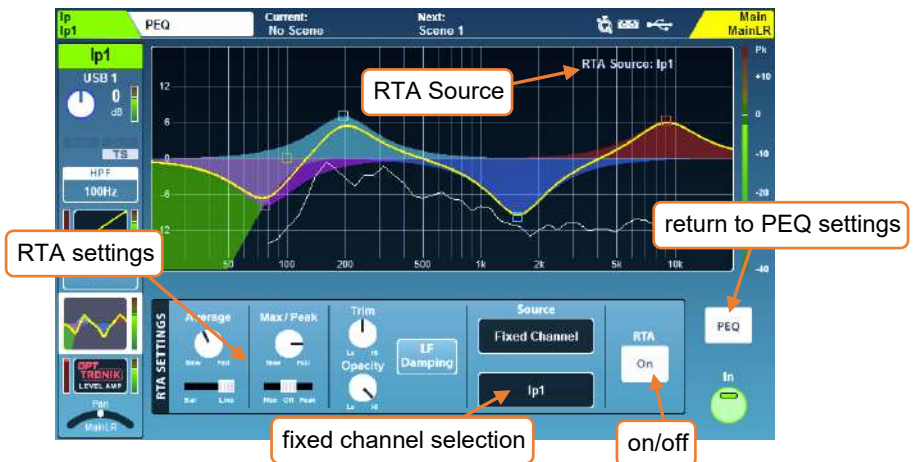 Ip
Ip1
PEQ
Current:
No Scene
Next:
Scene 1
Main
MainLR
Ip1
USB 1
0
dB
TS
HPF
100Hz
OPT
TRONIK
LEVEL AMP
Pan
MainLR
RTA Source: Ip1
RTA Source
12
6
0
-6
12
50 100 200 500 1k 2k 5k 10k
Pk
+10
0
-10
-20
-40
RTA settings
return to PEQ settings
RTA SETTINGS
Average
Slow Fast
Bar Line
Max/Peak
Slow Fast
Max Off Peak
Trim
Lo Hi
Opacity
Lo Hi
LF
Damping
Source
Fixed Channel
Ip1
RTA
On
PEQ
In
fixed channel selection
on/off